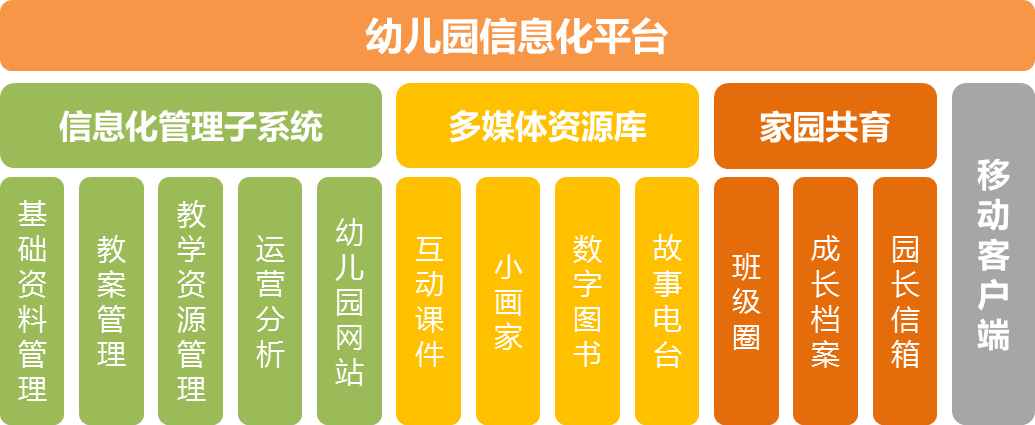 幼儿园信息化平台
信息化管理子系统
多媒体资源库
家园共育
移动客户端
基础资料管理
教案管理
教学资源管理
运营分析
幼儿园网站
互动课件
小画家
数字图书
故事电台
班级圈
成长档案
园长信箱